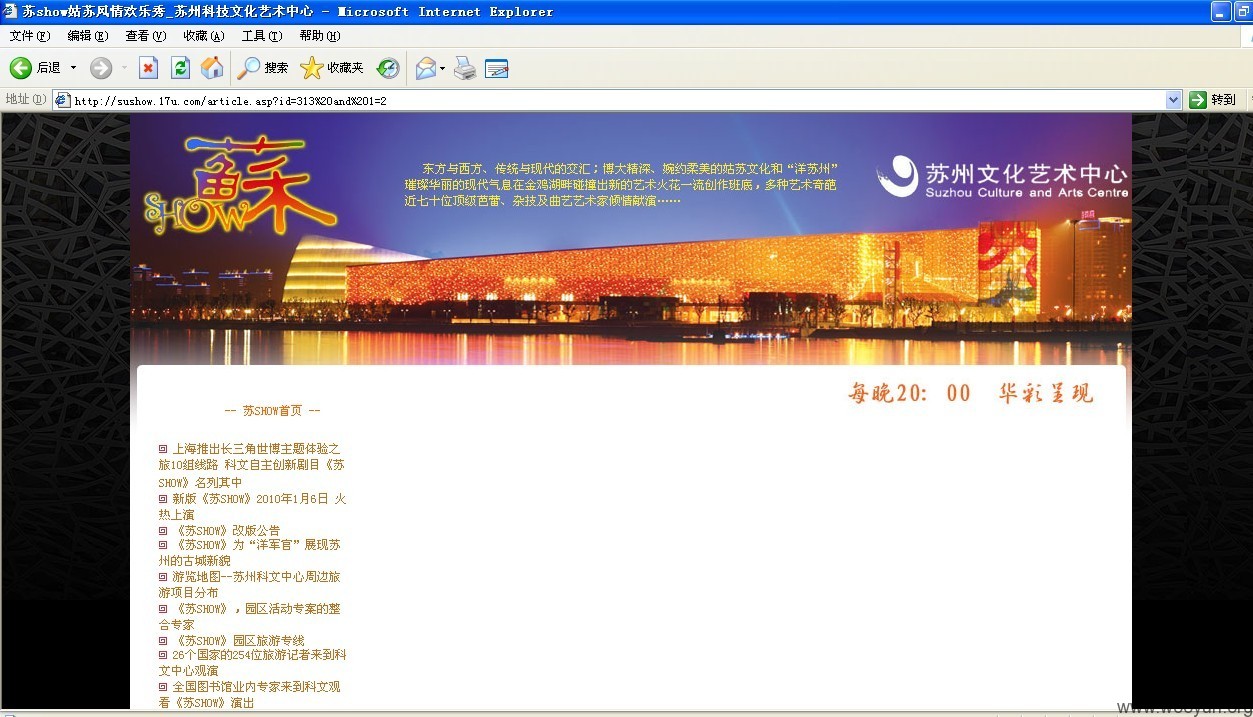 苏show姑苏风情欢乐秀_苏州科技文化艺术中心 - Microsoft Internet Explorer
文件(F) 编辑(E) 查看(V) 收藏(A) 工具(T) 帮助(H)
后退 搜索 收藏夹
地址(D) http://sushow.17u.com/article.asp?id=313%20and%201=2 转到
蘇
SHOW
东方与西方、传统与现代的交汇；博大精深、婉约柔美的姑苏文化和“洋苏州”
璀璨华丽的现代气息在金鸡湖畔碰撞出新的艺术火花一流创作班底，多种艺术奇葩
近七十位顶级芭蕾、杂技及曲艺艺术家倾情献演……
苏州文化艺术中心
Suzhou Culture and Arts Centre
每晚20: 00 华彩呈现
-- 苏SHOW首页 --
上海推出长三角世博主题体验之
旅10组线路 科文自主创新剧目《苏
SHOW》名列其中
新版《苏SHOW》2010年1月6日 火
热上演
《苏SHOW》改版公告
《苏SHOW》为“洋军官”展现苏
州的古城新貌
游览地图--苏州科文中心周边旅
游项目分布
《苏SHOW》，园区活动专案的整
合专家
《苏SHOW》园区旅游专线
26个国家的254位旅游记者来到科
文中心观演
全国图书馆业内专家来到科文观
看《苏SHOW》演出
www.wooyun.org